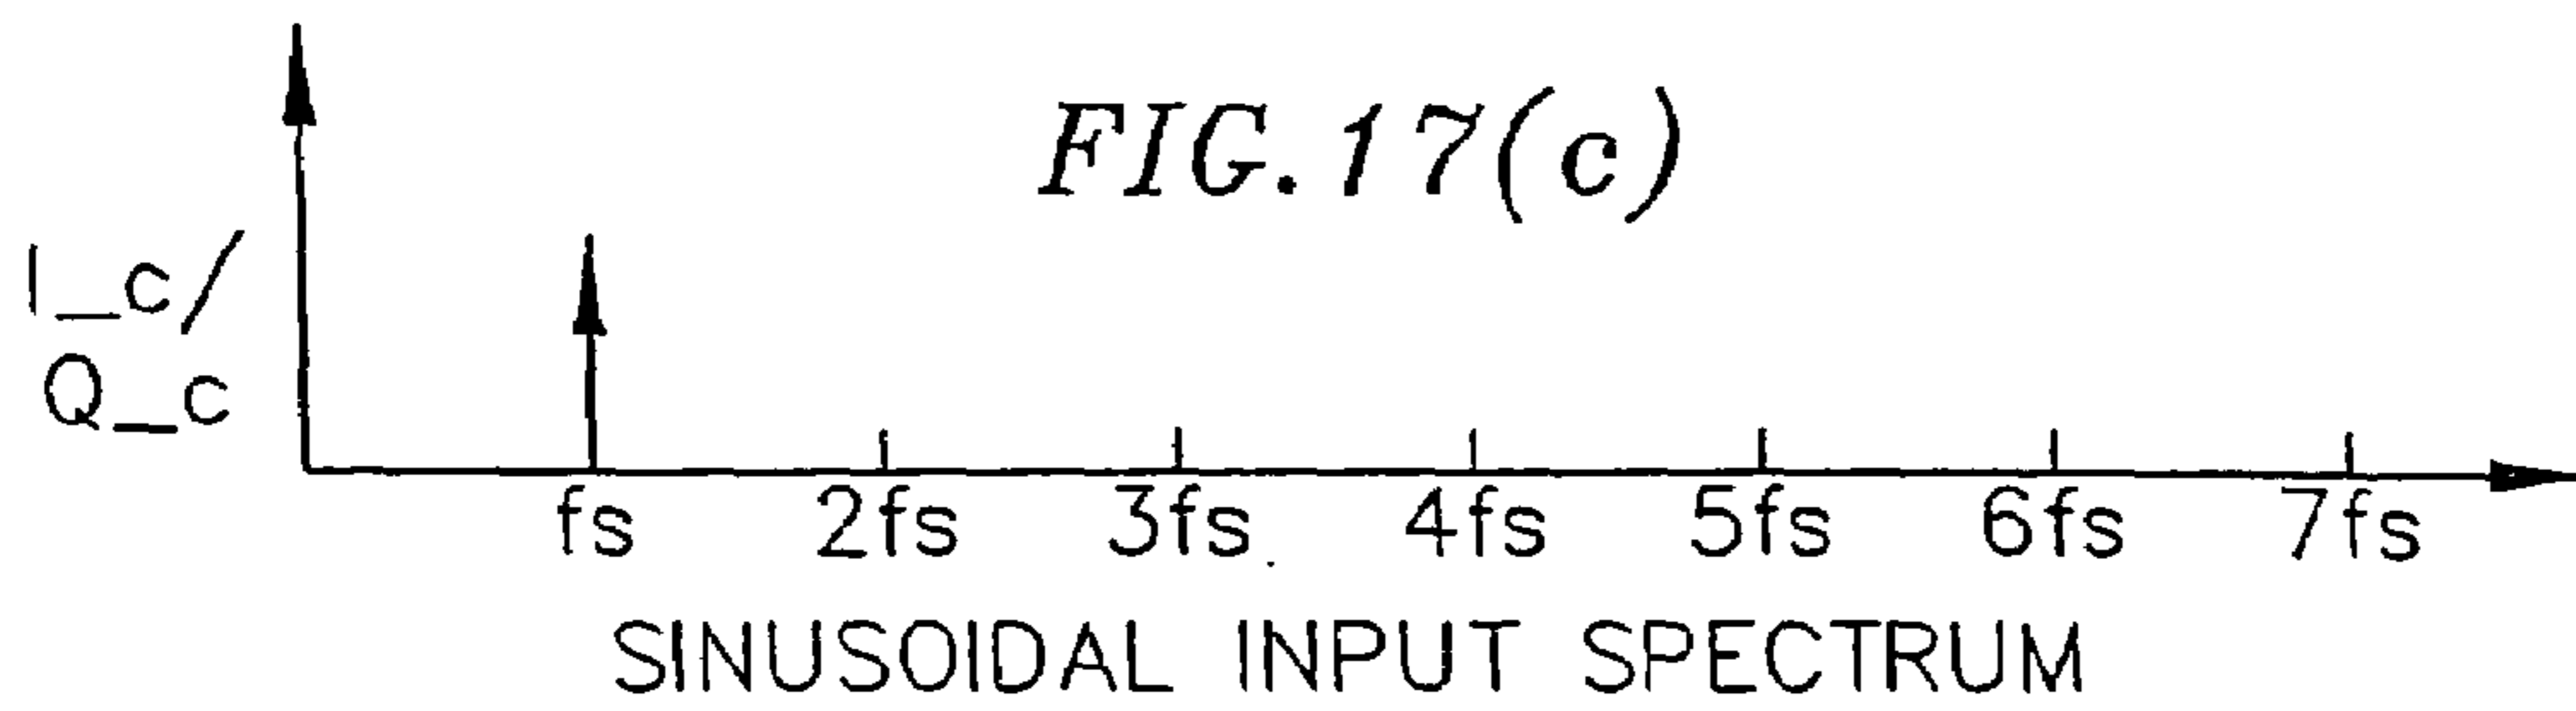 FIG. 17(c)
I_c/
Q_c
fs 2fs 3fs 4fs 5fs 6fs 7fs
SINUSOIDAL INPUT SPECTRUM